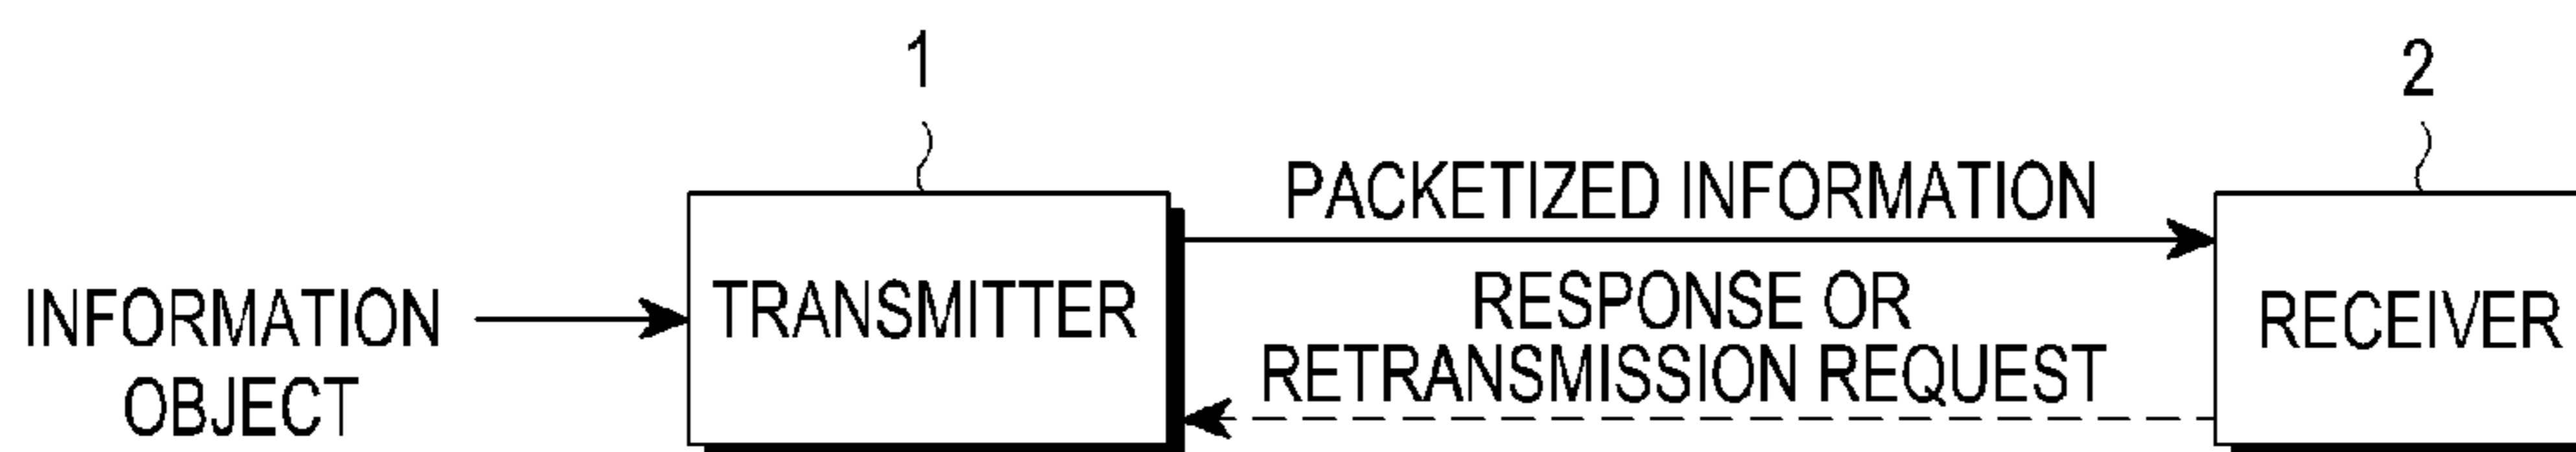 1
2
PACKETIZED INFORMATION
INFORMATION
OBJECT
TRANSMITTER
RESPONSE OR
RETRANSMISSION REQUEST
RECEIVER